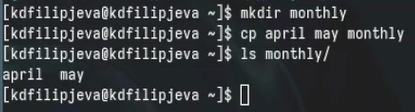 [kdfilipjeva@kdfilipjeva ~]$ mkdir monthly
[kdfilipjeva@kdfilipjeva ~]$ cp april may monthly
[kdfilipjeva@kdfilipjeva ~]$ ls monthly/
april  may
[kdfilipjeva@kdfilipjeva ~]$